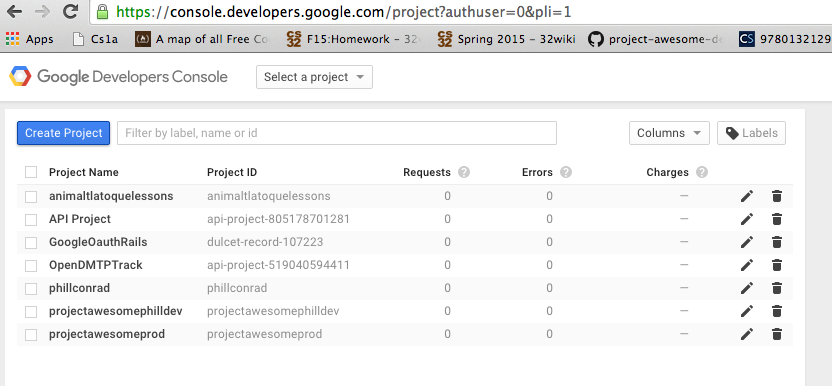 https://console.developers.google.com/project?authuser=0&pli=1
Apps Cs1a A map of all Free Co F15:Homework – 32w Spring 2015 – 32wiki project-awesome-de 9780132129
Google Developers Console Select a project
Create Project Filter by label, name or id Columns Labels
Project Name Project ID Requests ? Errors ? Charges ?
animaltlatoquelessons animaltlatoquelessons 0 0 —
API Project api-project-805178701281 0 0 —
GoogleOauthRails dulcet-record-107223 0 0 —
OpenDMTPTrack api-project-519040594411 0 0 —
phillconrad phillconrad 0 0 —
projectawesomephilldev projectawesomephilldev 0 0 —
projectawesomeprod projectawesomeprod 0 0 —